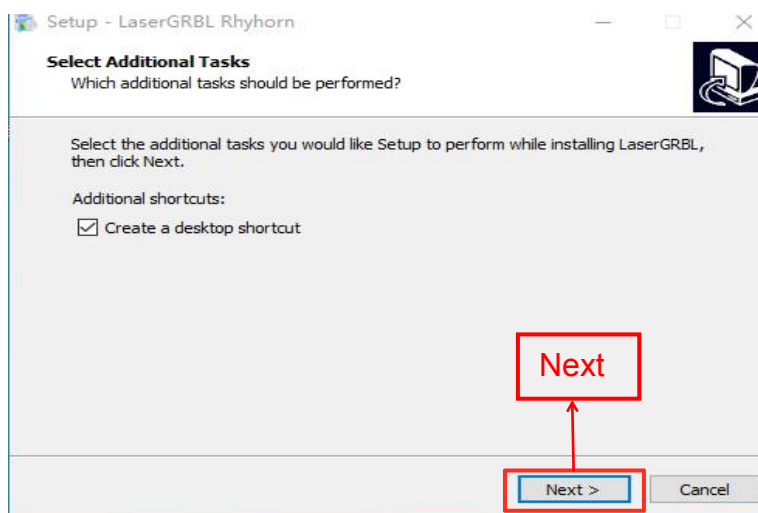 Setup - LaserGRBL Rhyhorn
Select Additional Tasks
Which additional tasks should be performed?
Select the additional tasks you would like Setup to perform while installing LaserGRBL,
then click Next.
Additional shortcuts:
Create a desktop shortcut
Next
Next >
Cancel